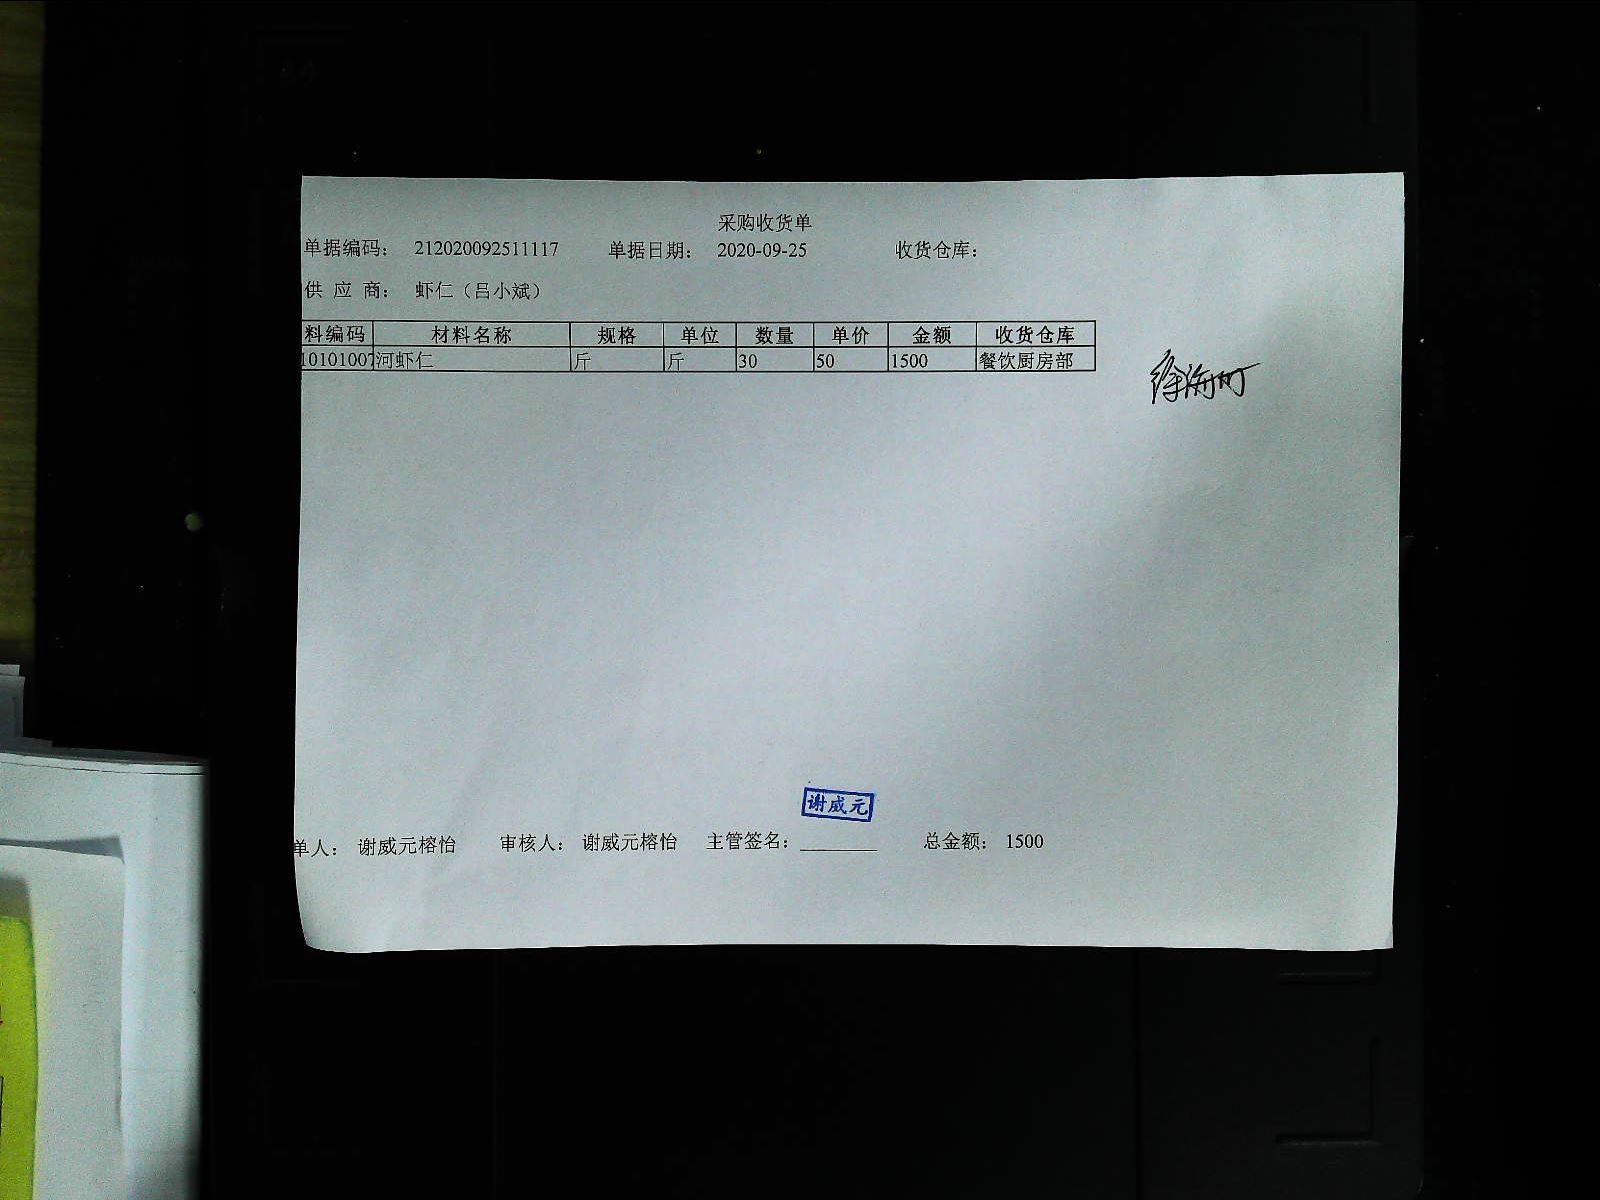 采购收货单
单据编码： 212020092511117 单据日期： 2020-09-25 收货仓库：
供 应 商： 虾仁（吕小斌）
料编码 材料名称 规格 单位 数量 单价 金额 收货仓库
10101007 河虾仁 斤 斤 30 50 1500 餐饮厨房部
谢威元
单人： 谢威元榕怡 审核人： 谢威元榕怡 主管签名： 总金额： 1500